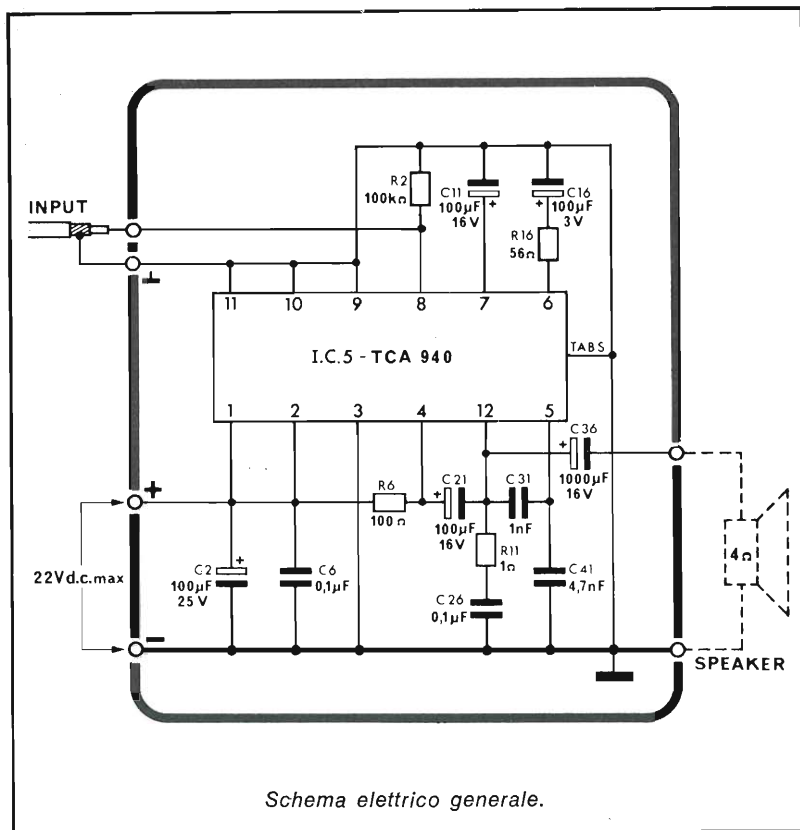 INPUT
R2
100kΩ
C11
100µF
16V
+
C16
100µF
3V
+
R16
56Ω
11 10 9 8 7 6
I.C.5 - TCA 940
TABS
1 2 3 4 12 5
+
R6
100Ω
+
C21
100µF
16V
C31
1nF
+
C36
1000µF
16V
R11
1Ω
4Ω
22Vd.c.max
+
C2
100µF
25V
C6
0,1µF
C26
0,1µF
C41
4,7nF
−
SPEAKER
Schema elettrico generale.